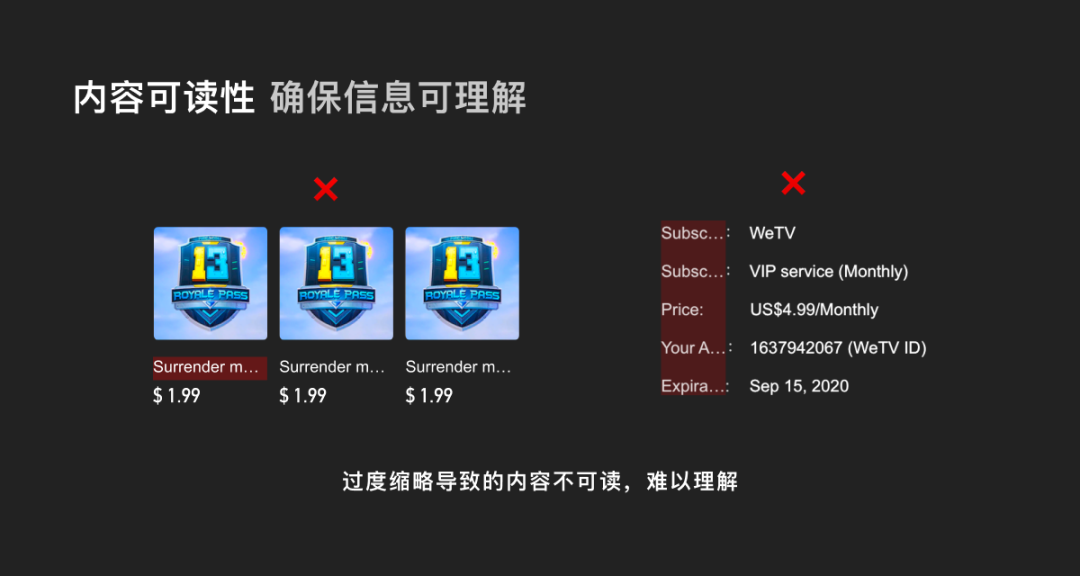 内容可读性 确保信息可理解
13
ROYALE PASS
13
ROYALE PASS
13
ROYALE PASS
Surrender m...
Surrender m...
Surrender m...
$ 1.99
$ 1.99
$ 1.99
Subsc...: WeTV
Subsc...: VIP service (Monthly)
Price: US$4.99/Monthly
Your A...: 1637942067 (WeTV ID)
Expira...: Sep 15, 2020
过度缩略导致的内容不可读，难以理解